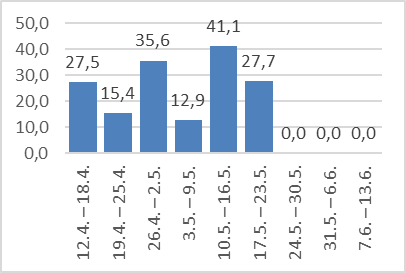 50,0
40,0
30,0
20,0
10,0
0,0
27,5
15,4
35,6
12,9
41,1
27,7
0,0
0,0
0,0
12.4. – 18.4.
19.4. – 25.4.
26.4. – 2.5.
3.5. – 9.5.
10.5. – 16.5.
17.5. – 23.5.
24.5. – 30.5.
31.5. – 6.6.
7.6. – 13.6.